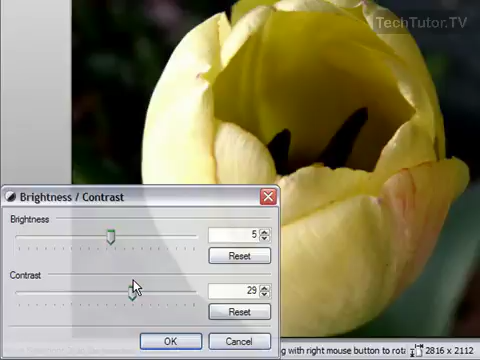 TechTutor.TV
Brightness / Contrast
Brightness
5
Reset
Contrast
29
Reset
OK
Cancel
ng with right mouse button to rota
2816 x 2112